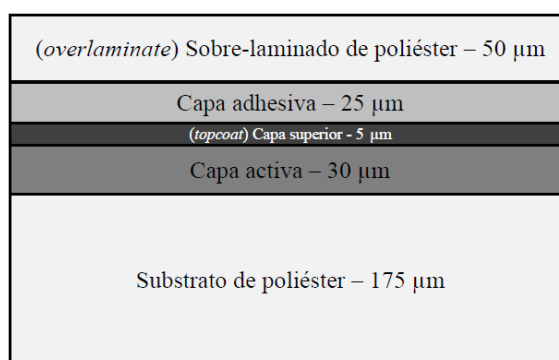 (overlaminate) Sobre-laminado de poliéster – 50 µm
Capa adhesiva – 25 µm
(topcoat) Capa superior - 5 µm
Capa activa – 30 µm
Substrato de poliéster – 175 µm